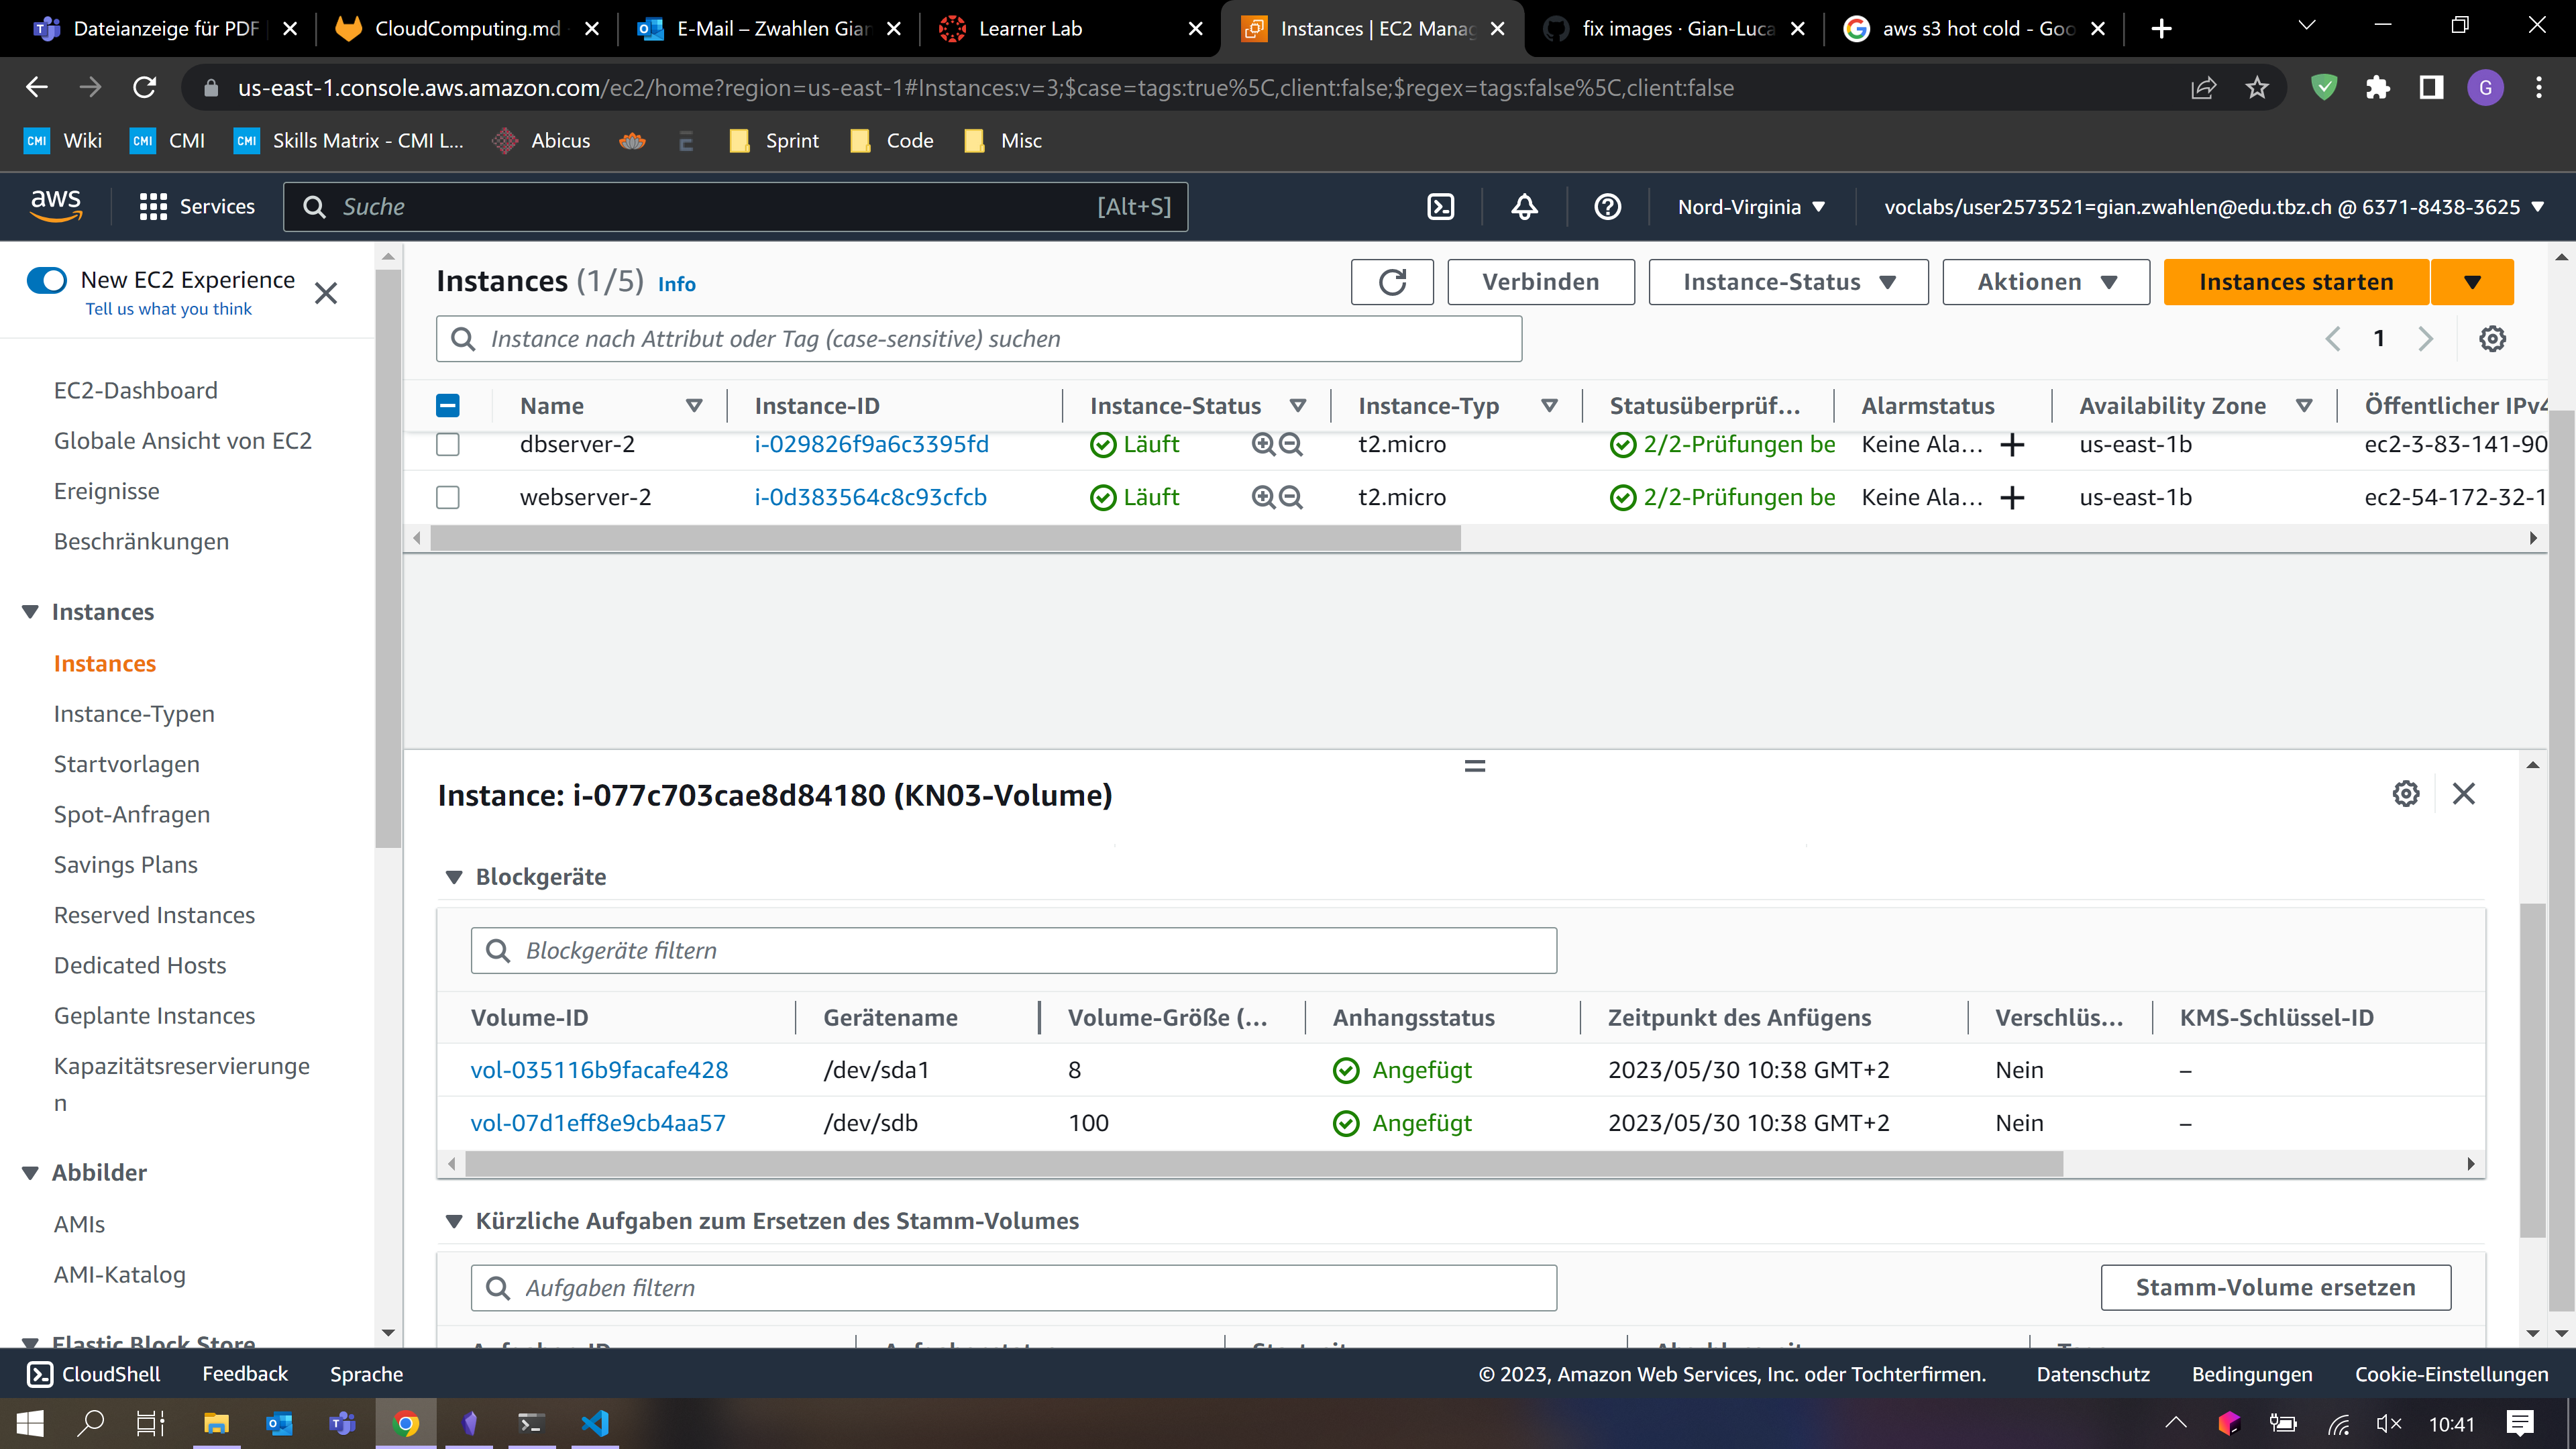 Dateianzeige für PDF
CloudComputing.md
E-Mail – Zwahlen Gian
Learner Lab
Instances | EC2 Manag
fix images · Gian-Luca
aws s3 hot cold - Goo
us-east-1.console.aws.amazon.com/ec2/home?region=us-east-1#Instances:v=3;$case=tags:true%5C,client:false;$regex=tags:false%5C,client:false
G
CMI Wiki
CMI CMI
CMI Skills Matrix - CMI L...
Abicus
Sprint
Code
Misc
aws
Services
Suche
[Alt+S]
Nord-Virginia
voclabs/user2573521=gian.zwahlen@edu.tbz.ch @ 6371-8438-3625
New EC2 Experience
Tell us what you think
EC2-Dashboard
Globale Ansicht von EC2
Ereignisse
Beschränkungen
Instances
Instances
Instance-Typen
Startvorlagen
Spot-Anfragen
Savings Plans
Reserved Instances
Dedicated Hosts
Geplante Instances
Kapazitätsreservierunge
n
Abbilder
AMIs
AMI-Katalog
Elastic Block Store
Instances (1/5) Info
Verbinden
Instance-Status
Aktionen
Instances starten
Instance nach Attribut oder Tag (case-sensitive) suchen
1
Name Instance-ID Instance-Status Instance-Typ Statusüberprüf... Alarmstatus Availability Zone Öffentlicher IPv4
dbserver-2 i-029826f9a6c3395fd Läuft t2.micro 2/2-Prüfungen be Keine Ala... us-east-1b ec2-3-83-141-90
webserver-2 i-0d383564c8c93cfcb Läuft t2.micro 2/2-Prüfungen be Keine Ala... us-east-1b ec2-54-172-32-1
Instance: i-077c703cae8d84180 (KN03-Volume)
Blockgeräte
Blockgeräte filtern
Volume-ID Gerätename Volume-Größe (... Anhangsstatus Zeitpunkt des Anfügens Verschlüs... KMS-Schlüssel-ID
vol-035116b9facafe428 /dev/sda1 8 Angefügt 2023/05/30 10:38 GMT+2 Nein –
vol-07d1eff8e9cb4aa57 /dev/sdb 100 Angefügt 2023/05/30 10:38 GMT+2 Nein –
Kürzliche Aufgaben zum Ersetzen des Stamm-Volumes
Aufgaben filtern
Stamm-Volume ersetzen
CloudShell
Feedback
Sprache
© 2023, Amazon Web Services, Inc. oder Tochterfirmen.
Datenschutz
Bedingungen
Cookie-Einstellungen
10:41